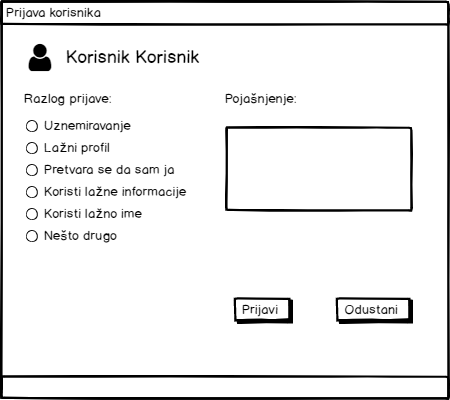 Prijava korisnika
Korisnik Korisnik
Razlog prijave:
Uznemiravanje
Lažni profil
Pretvara se da sam ja
Koristi lažne informacije
Koristi lažno ime
Nešto drugo
Pojašnjenje:
Prijavi
Odustani